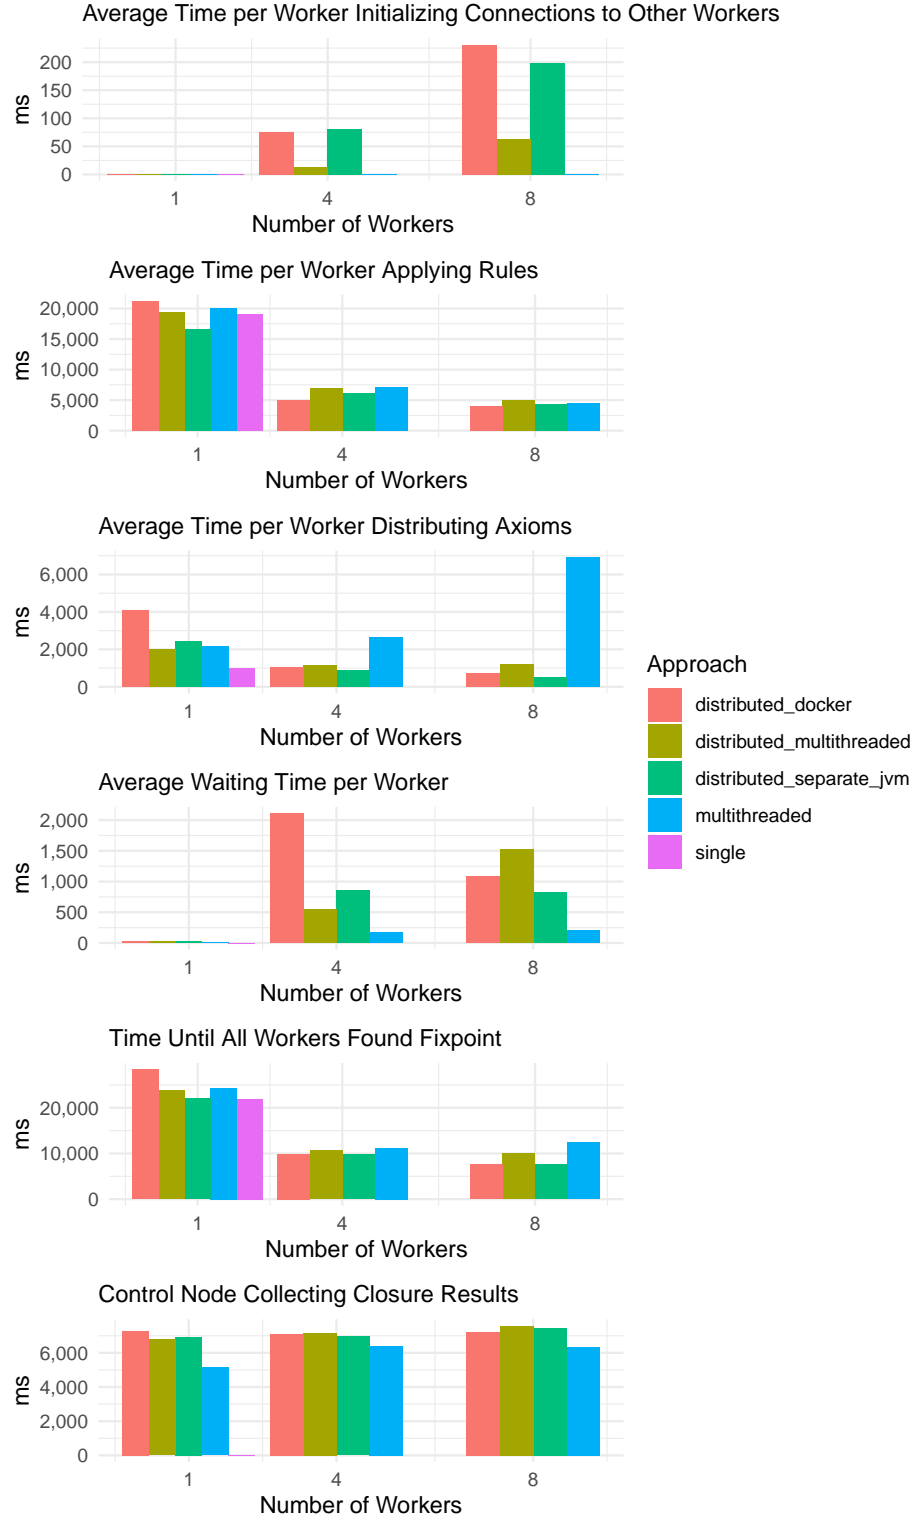 Average Time per Worker Initializing Connections to Other Workers
200
150
100
50
0
ms
1 4 8
Number of Workers
Average Time per Worker Applying Rules
20,000
15,000
10,000
5,000
0
ms
1 4 8
Number of Workers
Average Time per Worker Distributing Axioms
6,000
4,000
2,000
0
ms
1 4 8
Number of Workers
Average Waiting Time per Worker
2,000
1,500
1,000
500
0
ms
1 4 8
Number of Workers
Time Until All Workers Found Fixpoint
20,000
10,000
0
ms
1 4 8
Number of Workers
Control Node Collecting Closure Results
6,000
4,000
2,000
0
ms
1 4 8
Number of Workers
Approach
distributed_docker
distributed_multithreaded
distributed_separate_jvm
multithreaded
single